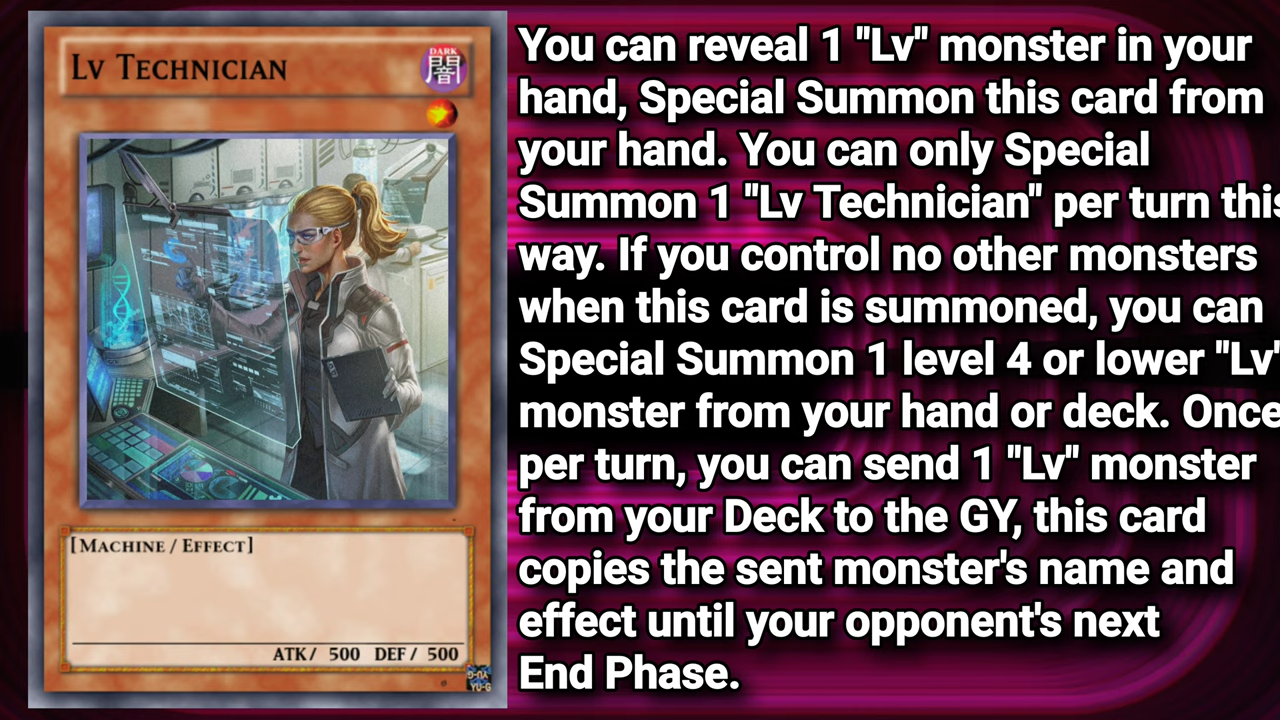 Lv Technician
DARK
闇
[Machine / Effect]
ATK / 500 DEF / 500
You can reveal 1 "Lv" monster in your
hand, Special Summon this card from
your hand. You can only Special
Summon 1 "Lv Technician" per turn this
way. If you control no other monsters
when this card is summoned, you can
Special Summon 1 level 4 or lower "Lv"
monster from your hand or deck. Once
per turn, you can send 1 "Lv" monster
from your Deck to the GY, this card
copies the sent monster's name and
effect until your opponent's next
End Phase.